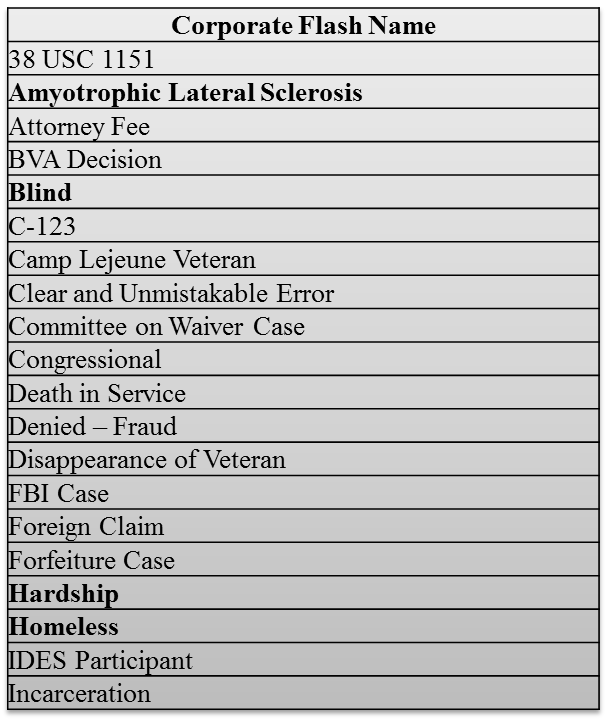 Corporate Flash Name
38 USC 1151
Amyotrophic Lateral Sclerosis
Attorney Fee
BVA Decision
Blind
C-123
Camp Lejeune Veteran
Clear and Unmistakable Error
Committee on Waiver Case
Congressional
Death in Service
Denied – Fraud
Disappearance of Veteran
FBI Case
Foreign Claim
Forfeiture Case
Hardship
Homeless
IDES Participant
Incarceration